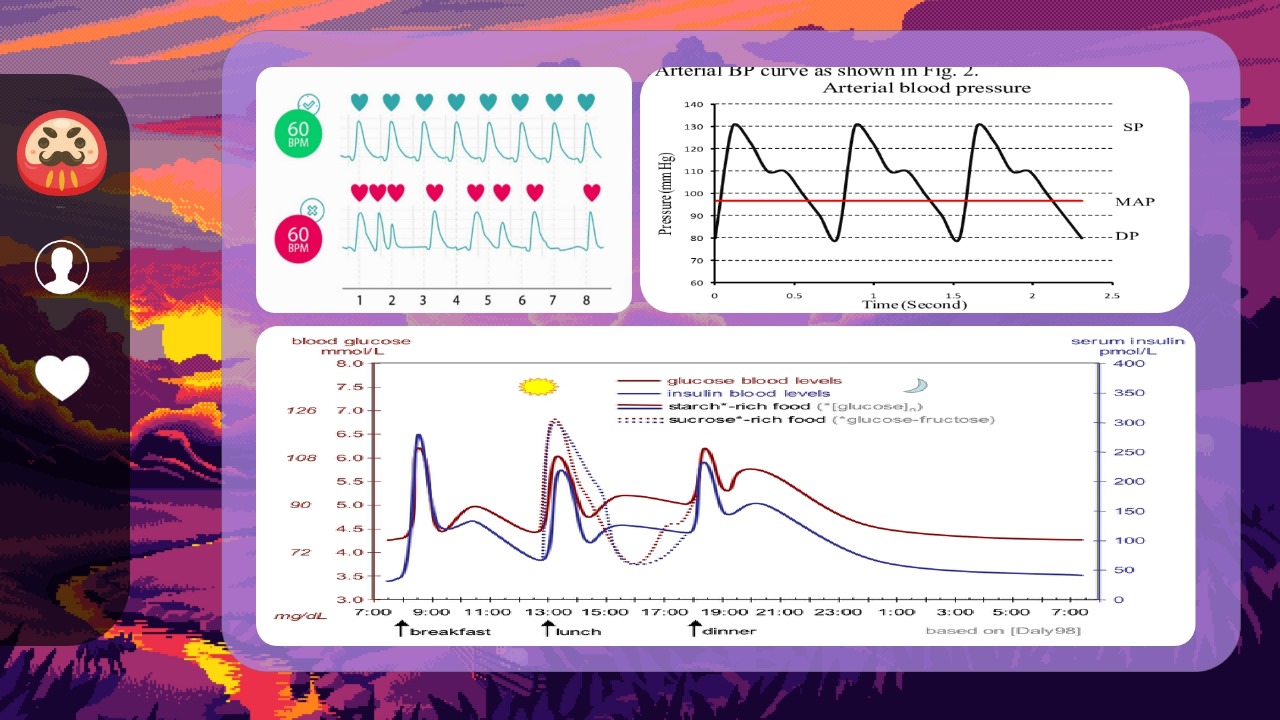 60
BPM
60
BPM
1 2 3 4 5 6 7 8
Arterial BP curve as shown in Fig. 2.
Arterial blood pressure
Pressure (mm Hg)
140
130
120
110
100
90
80
70
60
SP
MAP
DP
0 0.5 1 1.5 2 2.5
Time (Second)
blood glucose
mmol/L
serum insulin
pmol/L
8.0
7.5
126 7.0
6.5
108 6.0
5.5
90 5.0
4.5
72 4.0
3.5
mg/dL 3.0
400
350
300
250
200
150
100
50
0
glucose blood levels
insulin blood levels
starch*-rich food (*[glucose]n)
sucrose*-rich food (*glucose-fructose)
7:00 9:00 11:00 13:00 15:00 17:00 19:00 21:00 23:00 1:00 3:00 5:00 7:00
breakfast lunch dinner
based on [Daly98]